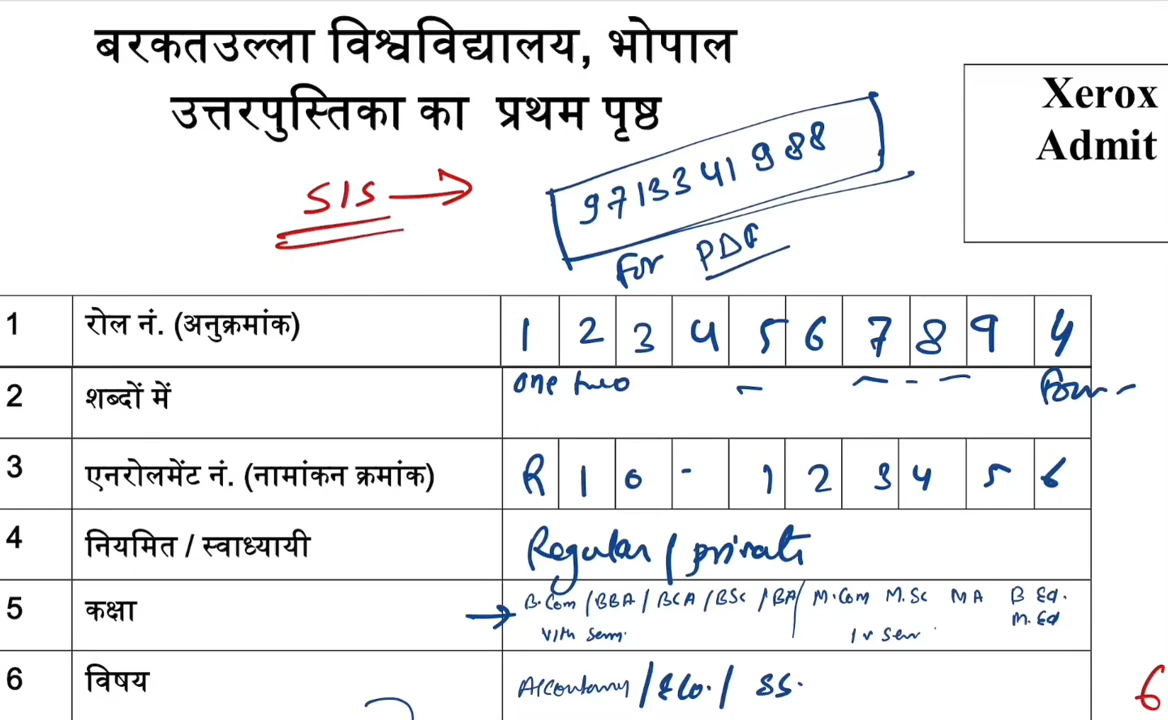 बरकतउल्ला विश्वविद्यालय, भोपाल
उत्तरपुस्तिका का प्रथम पृष्ठ
Xerox
Admit
SIS →
9713341988
For PDF
1 रोल नं. (अनुक्रमांक) 1 2 3 4 5 6 7 8 9 4
2 शब्दों में one two - - - - Four -
3 एनरोलमेंट नं. (नामांकन क्रमांक) R 1 0 - 1 2 3 4 5 6
4 नियमित / स्वाध्यायी Regular / private
5 कक्षा → B.Com / BBA / BCA / BSc / BA / M.Com M.Sc MA B Ed.
M.Ed
VIth Sem. IV Sem
6 विषय Accountancy / Eco. / SS.
6